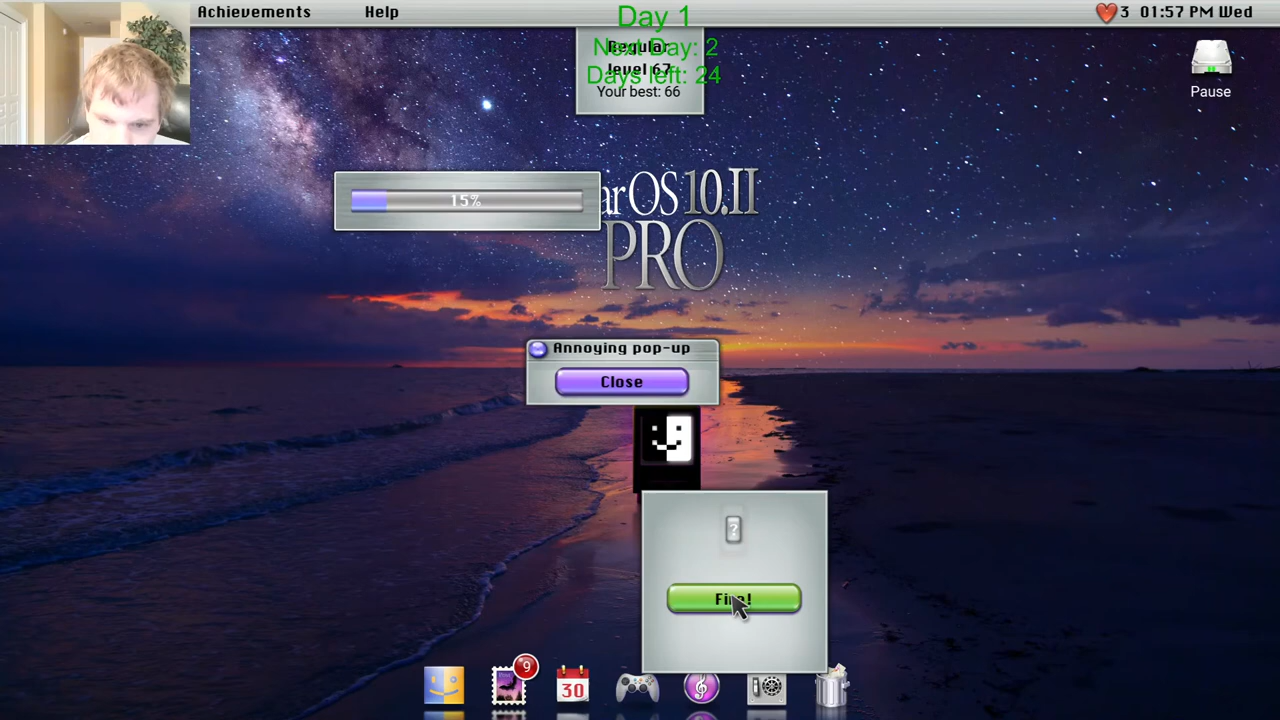 Achievements
Help
3
01:57 PM Wed
Day 1
Next Day: 2
Days left: 24
Regular
level 67
Your best: 66
Pause
15%
arOS 10.II
PRO
Annoying pop-up
Close
?
Fine!
9
30